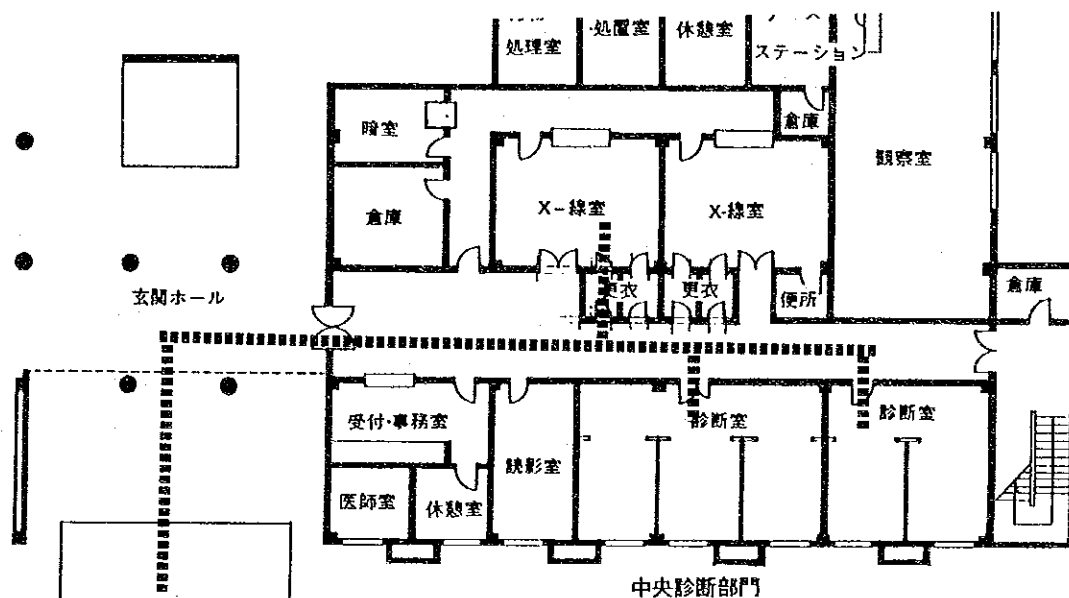 処理室
処置室
休憩室
ステーション
暗室
倉庫
観察室
倉庫
X-線室
X-線室
更衣
更衣
便所
倉庫
玄関ホール
受付・事務室
読影室
診断室
診断室
医師室
休憩室
中央診断部門